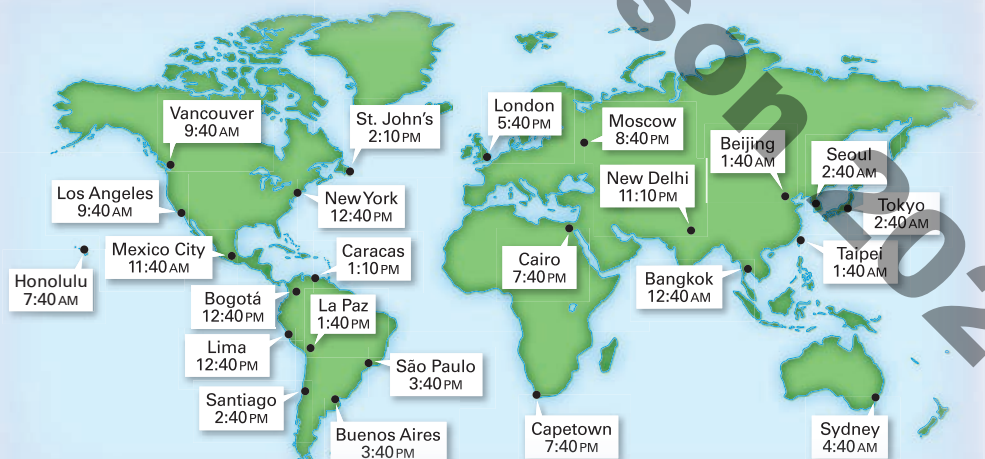 Vancouver
9:40 AM
St. John's
2:10 PM
London
5:40 PM
Moscow
8:40 PM
Beijing
1:40 AM
Seoul
2:40 AM
Los Angeles
9:40 AM
New York
12:40 PM
New Delhi
11:10 PM
Tokyo
2:40 AM
Honolulu
7:40 AM
Mexico City
11:40 AM
Caracas
1:10 PM
Cairo
7:40 PM
Bangkok
12:40 AM
Taipei
1:40 AM
Bogotá
12:40 PM
La Paz
1:40 PM
Lima
12:40 PM
São Paulo
3:40 PM
Santiago
2:40 PM
Buenos Aires
3:40 PM
Capetown
7:40 PM
Sydney
4:40 AM
son 202